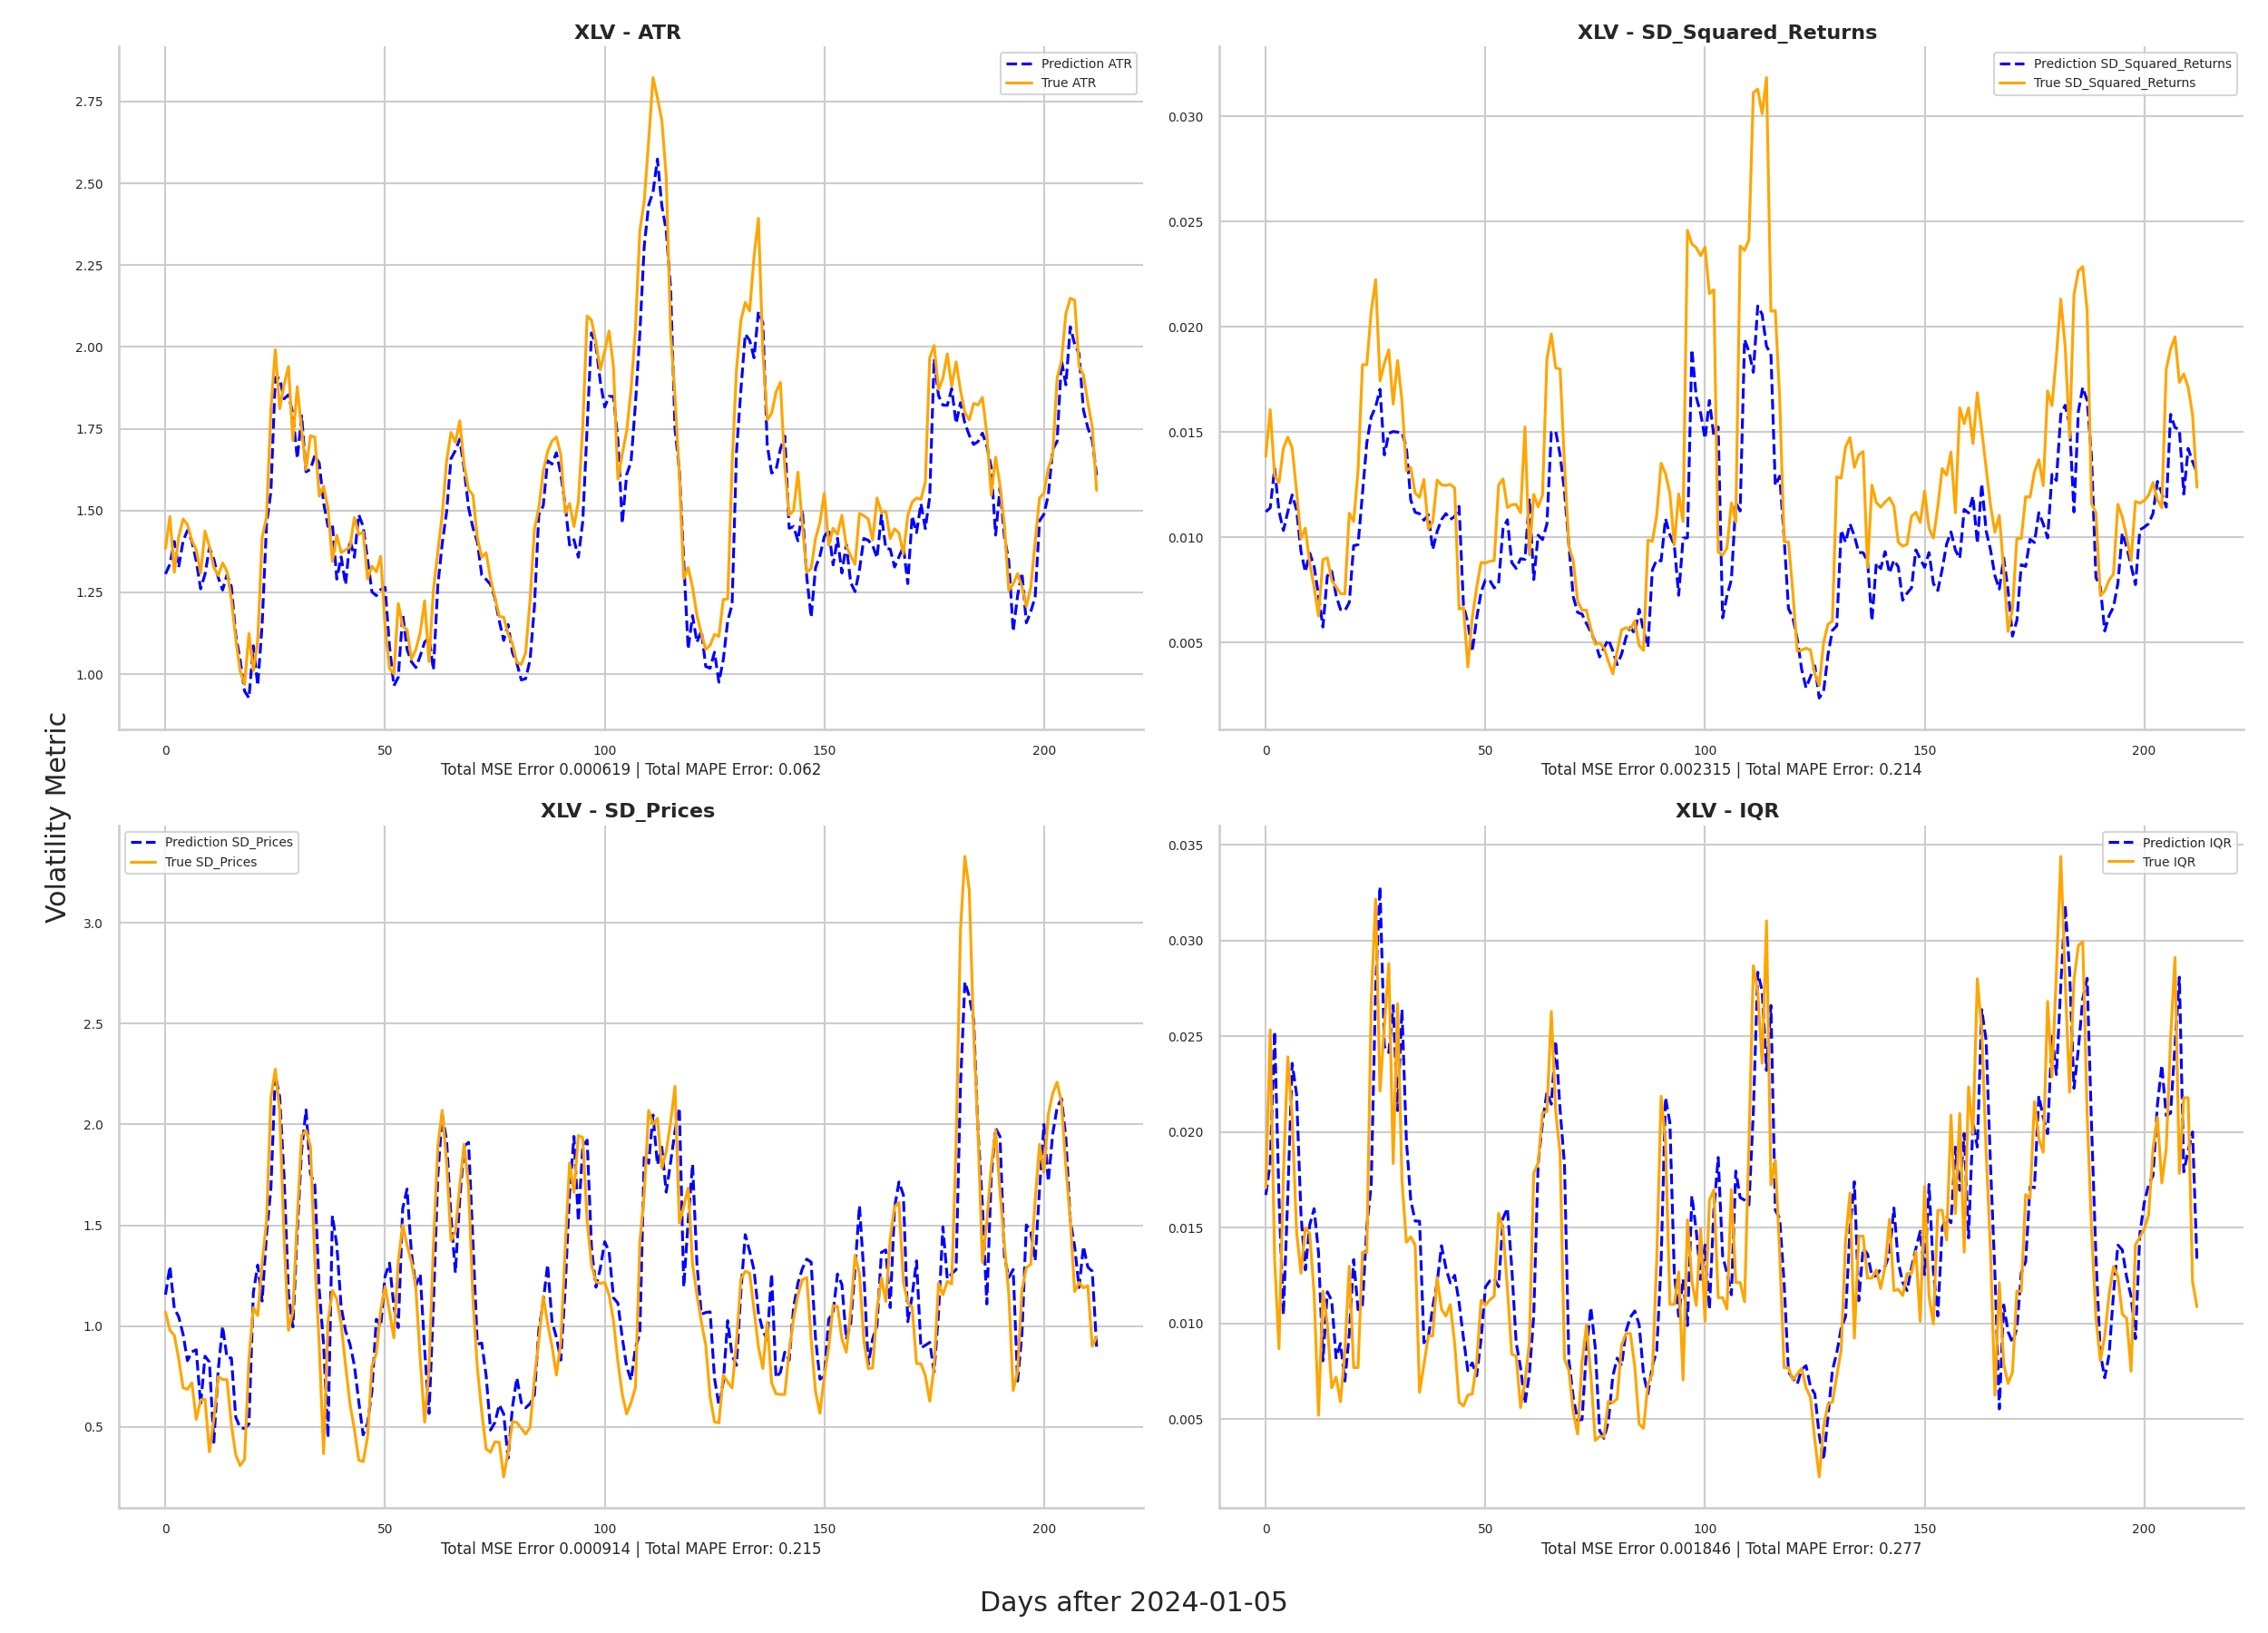 XLV - ATR
Prediction ATR
True ATR
2.75
2.50
2.25
2.00
1.75
1.50
1.25
1.00
0
50
100
150
200
Total MSE Error 0.000619 | Total MAPE Error: 0.062
XLV - SD_Squared_Returns
Prediction SD_Squared_Returns
True SD_Squared_Returns
0.030
0.025
0.020
0.015
0.010
0.005
0
50
100
150
200
Total MSE Error 0.002315 | Total MAPE Error: 0.214
Volatility Metric
XLV - SD_Prices
Prediction SD_Prices
True SD_Prices
3.0
2.5
2.0
1.5
1.0
0.5
0
50
100
150
200
Total MSE Error 0.000914 | Total MAPE Error: 0.215
XLV - IQR
Prediction IQR
True IQR
0.035
0.030
0.025
0.020
0.015
0.010
0.005
0
50
100
150
200
Total MSE Error 0.001846 | Total MAPE Error: 0.277
Days after 2024-01-05